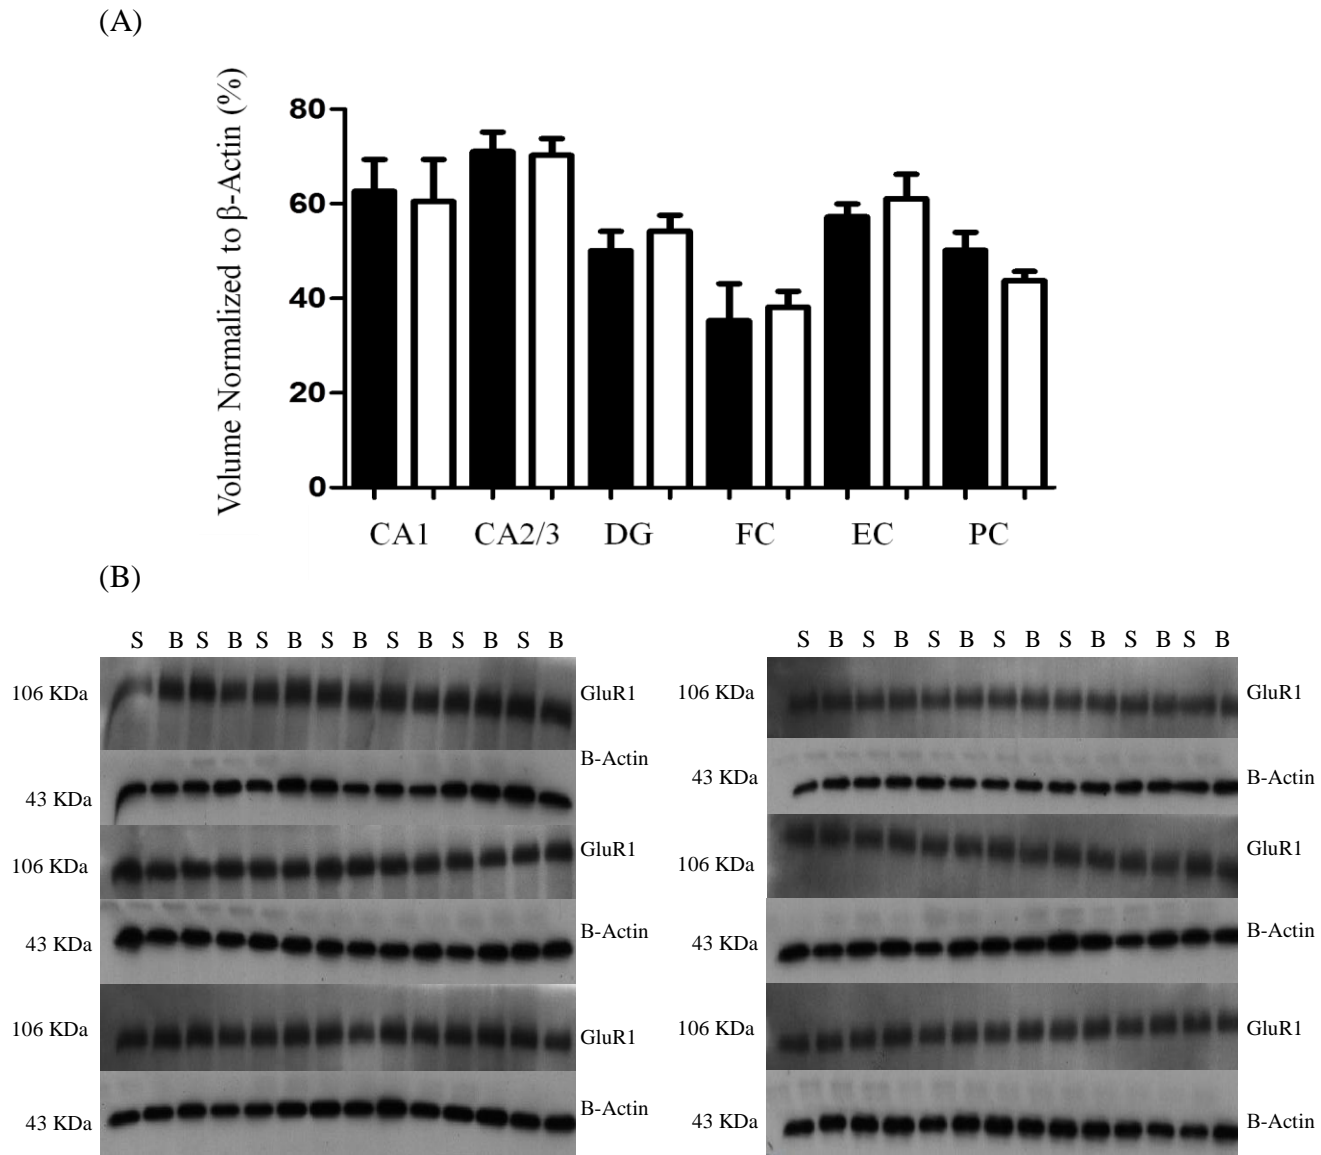 (A)
Volume Normalized to β-Actin (%)
80
60
40
20
0
CA1 CA2/3 DG FC EC PC
(B)
S B S B S B S B S B S B S B
106 KDa GluR1
43 KDa B-Actin
106 KDa GluR1
43 KDa B-Actin
106 KDa GluR1
43 KDa B-Actin
S B S B S B S B S B S B S B
106 KDa GluR1
43 KDa B-Actin
106 KDa GluR1
43 KDa B-Actin
106 KDa GluR1
43 KDa B-Actin